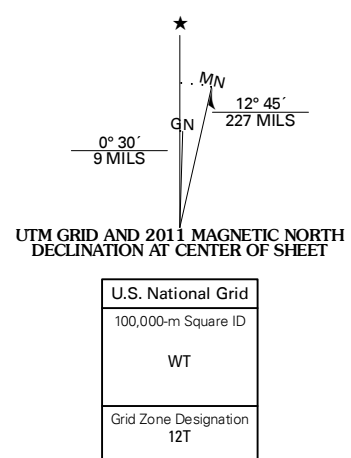 ★
MN
12° 45´
227 MILS
GN
0° 30´
9 MILS
UTM GRID AND 2011 MAGNETIC NORTH
DECLINATION AT CENTER OF SHEET
U.S. National Grid
100,000-m Square ID
WT
Grid Zone Designation
12T